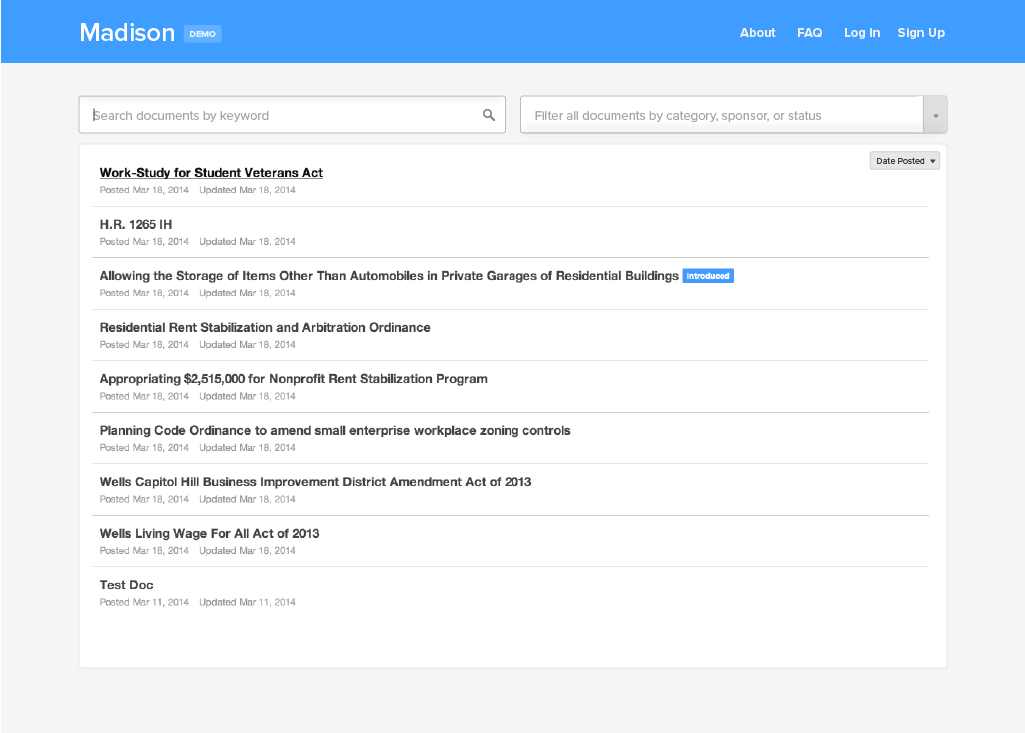 Madison DEMO About FAQ Log In Sign Up
Search documents by keyword Filter all documents by category, sponsor, or status
Date Posted
Work-Study for Student Veterans Act
Posted Mar 18, 2014 Updated Mar 18, 2014
H.R. 1265 IH
Posted Mar 18, 2014 Updated Mar 18, 2014
Allowing the Storage of Items Other Than Automobiles in Private Garages of Residential Buildings Introduced
Posted Mar 18, 2014 Updated Mar 18, 2014
Residential Rent Stabilization and Arbitration Ordinance
Posted Mar 18, 2014 Updated Mar 18, 2014
Appropriating $2,515,000 for Nonprofit Rent Stabilization Program
Posted Mar 18, 2014 Updated Mar 18, 2014
Planning Code Ordinance to amend small enterprise workplace zoning controls
Posted Mar 18, 2014 Updated Mar 18, 2014
Wells Capitol Hill Business Improvement District Amendment Act of 2013
Posted Mar 18, 2014 Updated Mar 18, 2014
Wells Living Wage For All Act of 2013
Posted Mar 18, 2014 Updated Mar 18, 2014
Test Doc
Posted Mar 11, 2014 Updated Mar 11, 2014